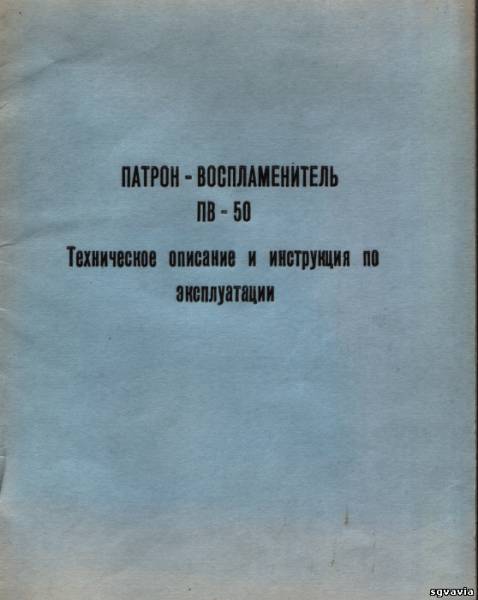 ПАТРОН - ВОСПЛАМЕНИТЕЛЬ
ПВ - 50
Техническое описание и инструкция по
эксплуатации
sgvavia